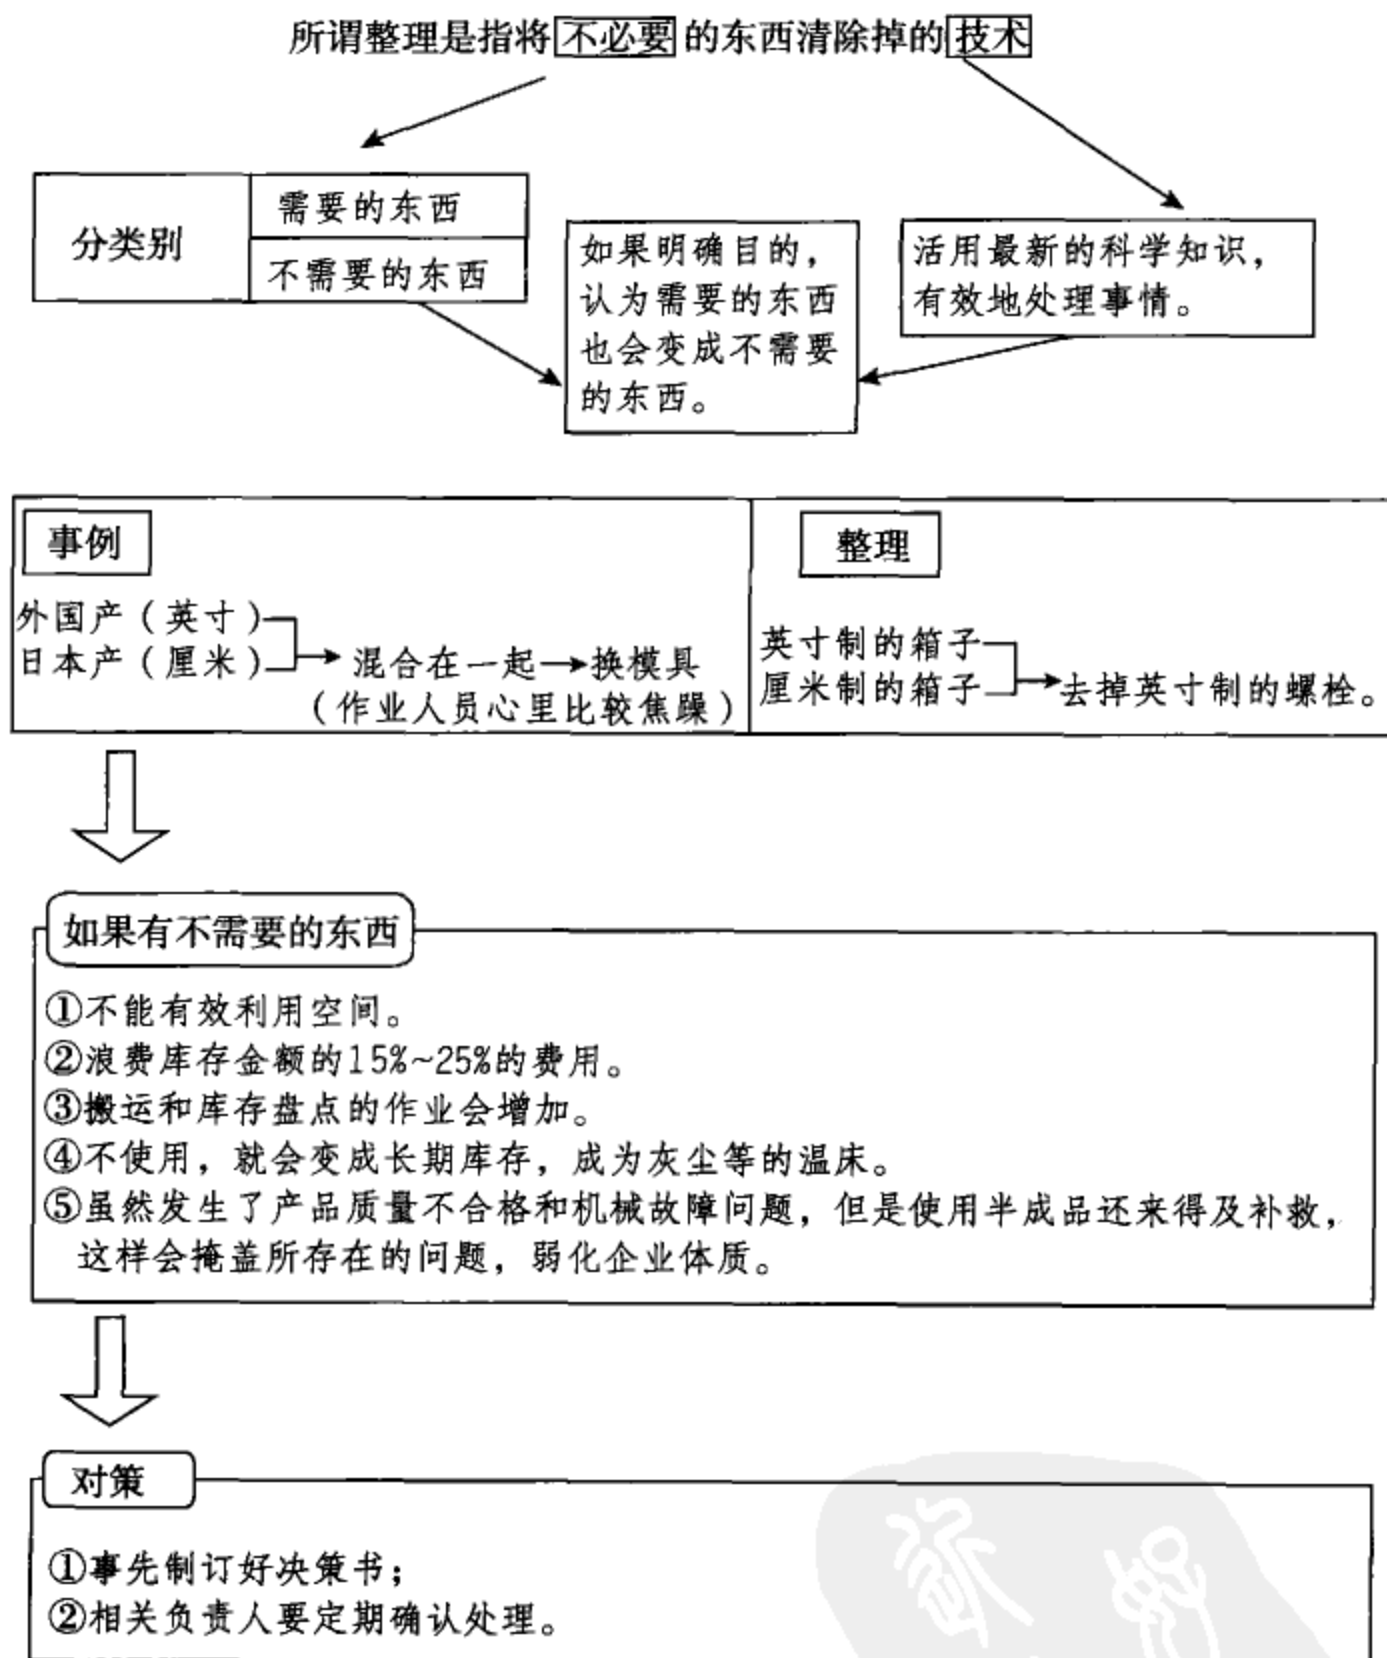 所谓整理是指将不必要的东西清除掉的技术
分类别
需要的东西
不需要的东西
如果明确目的，
认为需要的东西
也会变成不需要
的东西。
活用最新的科学知识，
有效地处理事情。
事例
外国产（英寸）
日本产（厘米）
混合在一起
换模具
（作业人员心里比较焦躁）
整理
英寸制的箱子
厘米制的箱子
去掉英寸制的螺栓。
如果有不需要的东西
①不能有效利用空间。
②浪费库存金额的15%~25%的费用。
③搬运和库存盘点的作业会增加。
④不使用，就会变成长期库存，成为灰尘等的温床。
⑤虽然发生了产品质量不合格和机械故障问题，但是使用半成品还来得及补救，
这样会掩盖所存在的问题，弱化企业体质。
对策
①事先制订好决策书；
②相关负责人要定期确认处理。